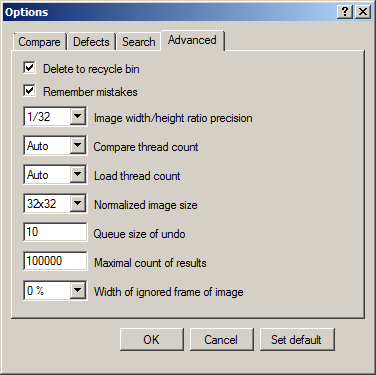 Options
Compare Defects Search Advanced
Delete to recycle bin
Remember mistakes
1/32 Image width/height ratio precision
Auto Compare thread count
Auto Load thread count
32x32 Normalized image size
10 Queue size of undo
100000 Maximal count of results
0 % Width of ignored frame of image
OK Cancel Set default